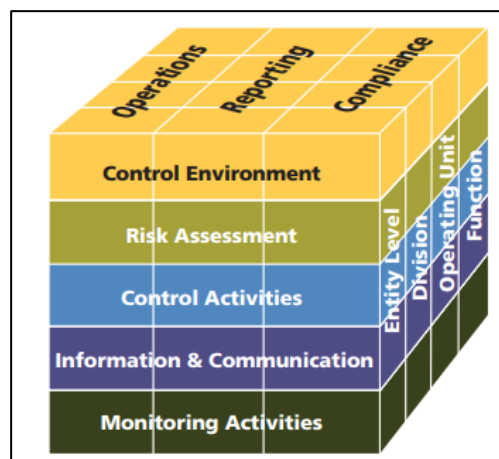 Operations
Reporting
Compliance
Control Environment
Risk Assessment
Control Activities
Information & Communication
Monitoring Activities
Entity Level
Division
Operating Unit
Function